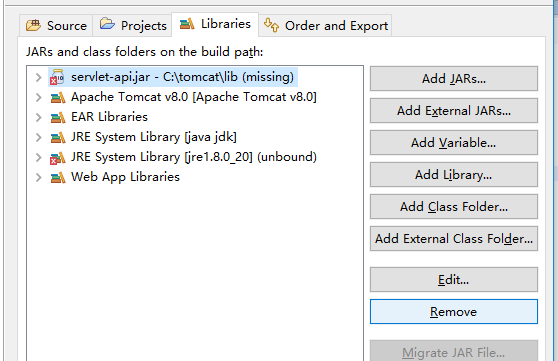 Source
Projects
Libraries
Order and Export
JARs and class folders on the build path:
servlet-api.jar - C:\tomcat\lib (missing)
Apache Tomcat v8.0 [Apache Tomcat v8.0]
EAR Libraries
JRE System Library [java jdk]
JRE System Library [jre1.8.0_20] (unbound)
Web App Libraries
Add JARs...
Add External JARs...
Add Variable...
Add Library...
Add Class Folder...
Add External Class Folder...
Edit...
Remove
Migrate JAR File...